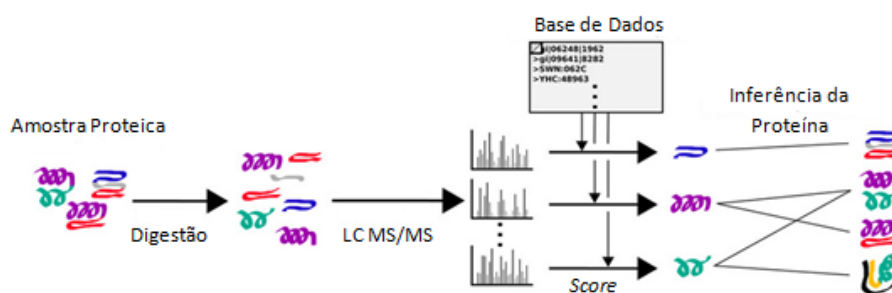 Base de Dados
>gi|06248|1962
>gi|09641|8282
>SWN:062C
>YHC:48963
Amostra Proteica
Inferência da
Proteína
Digestão
LC MS/MS
Score